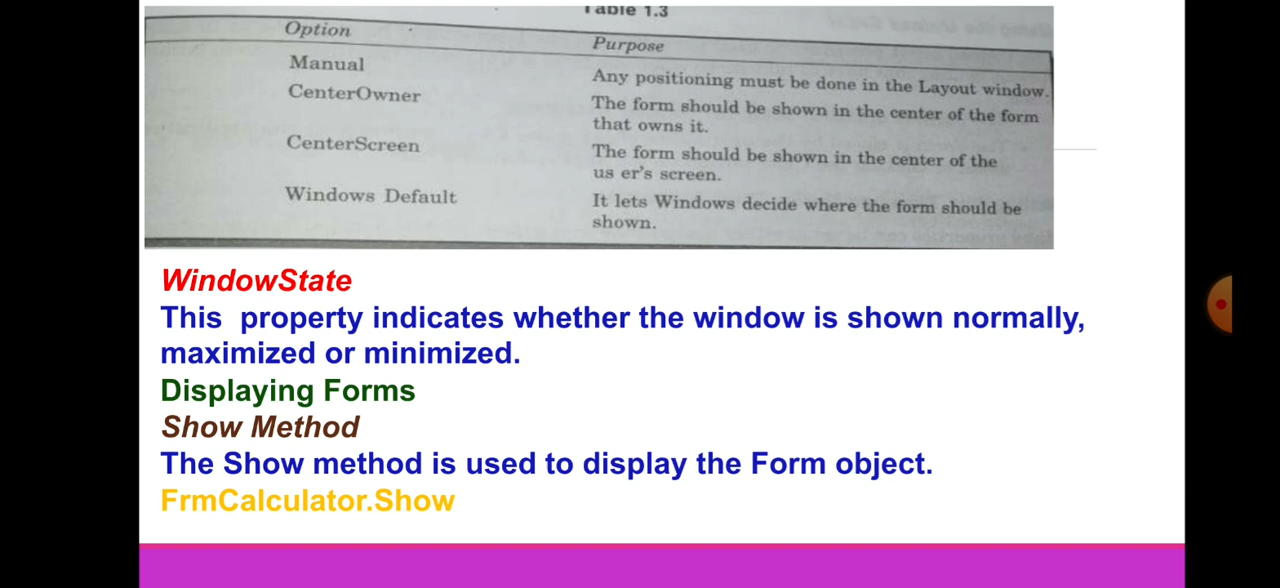 Table 1.3
Option Purpose
Manual Any positioning must be done in the Layout window.
CenterOwner The form should be shown in the center of the form
that owns it.
CenterScreen The form should be shown in the center of the
us er's screen.
Windows Default It lets Windows decide where the form should be
shown.
WindowState
This property indicates whether the window is shown normally,
maximized or minimized.
Displaying Forms
Show Method
The Show method is used to display the Form object.
FrmCalculator.Show